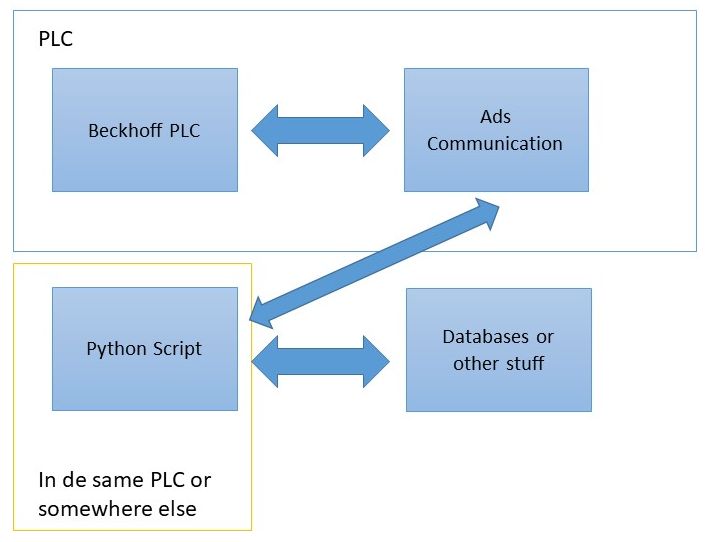 PLC
Beckhoff PLC
Ads
Communication
Python Script
Databases or
other stuff
In de same PLC or
somewhere else